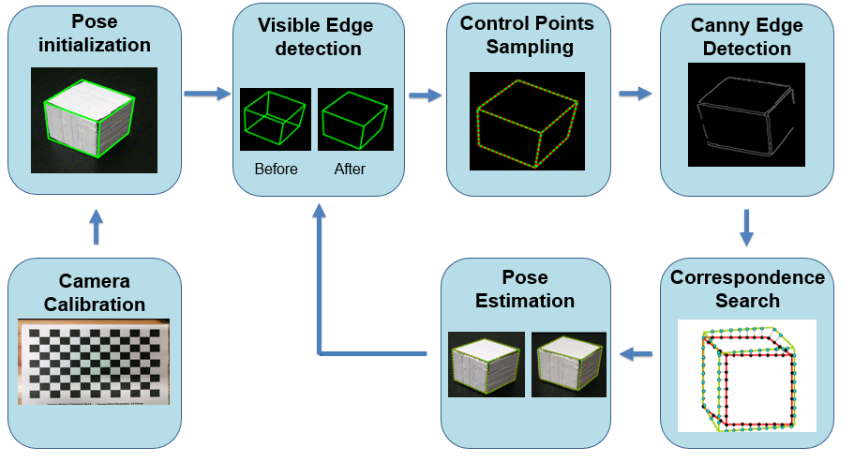 Pose
initialization
Visible Edge
detection
Before
After
Control Points
Sampling
Canny Edge
Detection
Camera
Calibration
Pose
Estimation
Correspondence
Search